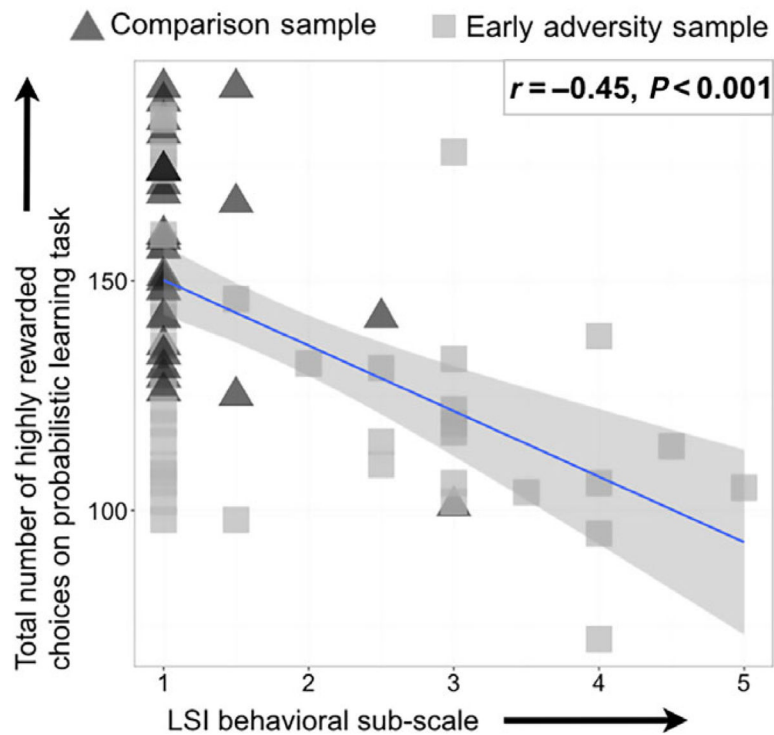 Comparison sample
Early adversity sample
r = –0.45, P < 0.001
Total number of highly rewarded
choices on probabilistic learning task
150
100
1
2
3
4
5
LSI behavioral sub-scale